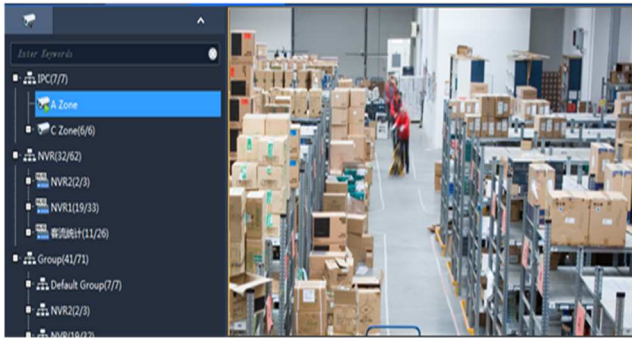 Enter Keywords
IPC(7/7)
A Zone
C Zone(6/6)
NVR(32/62)
NVR2(2/3)
NVR1(19/33)
客流统计(11/26)
Group(41/71)
Default Group(7/7)
NVR2(2/3)